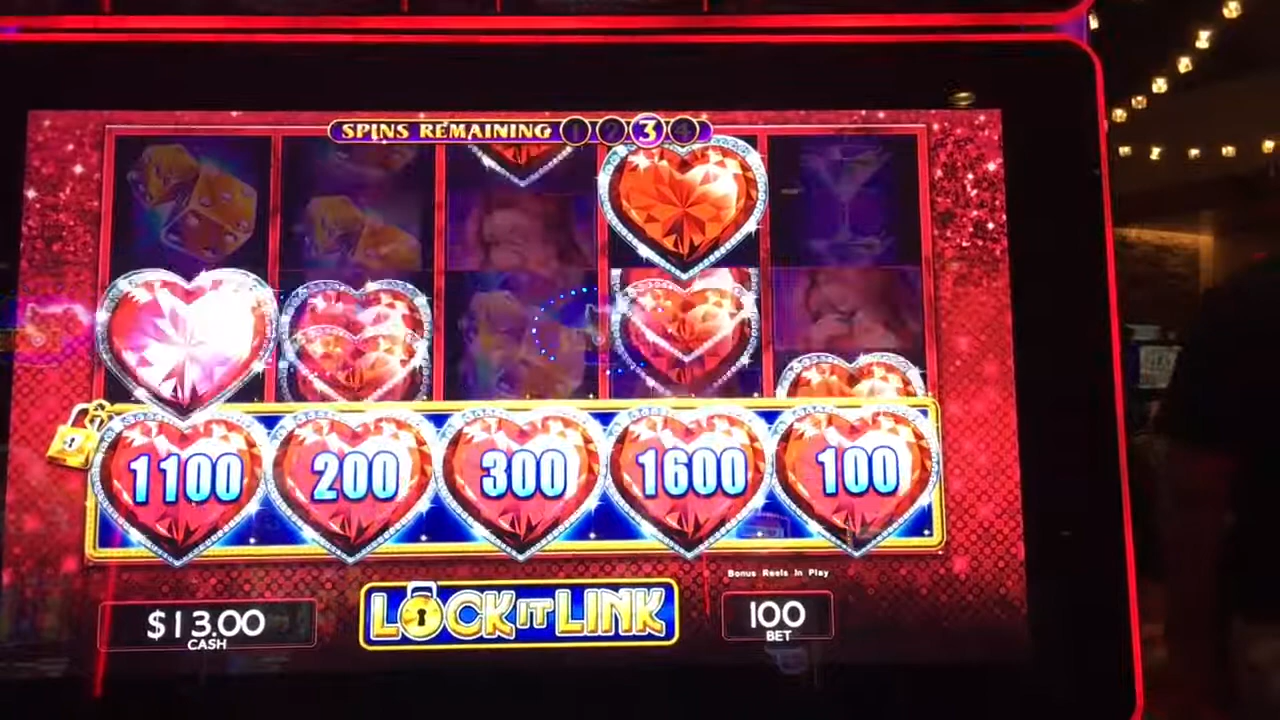 SPINS REMAINING 1 2 3 4
1100 200 300 1600 100
Bonus Reels In Play
$13.00
CASH
LOCK IT LINK
100
BET